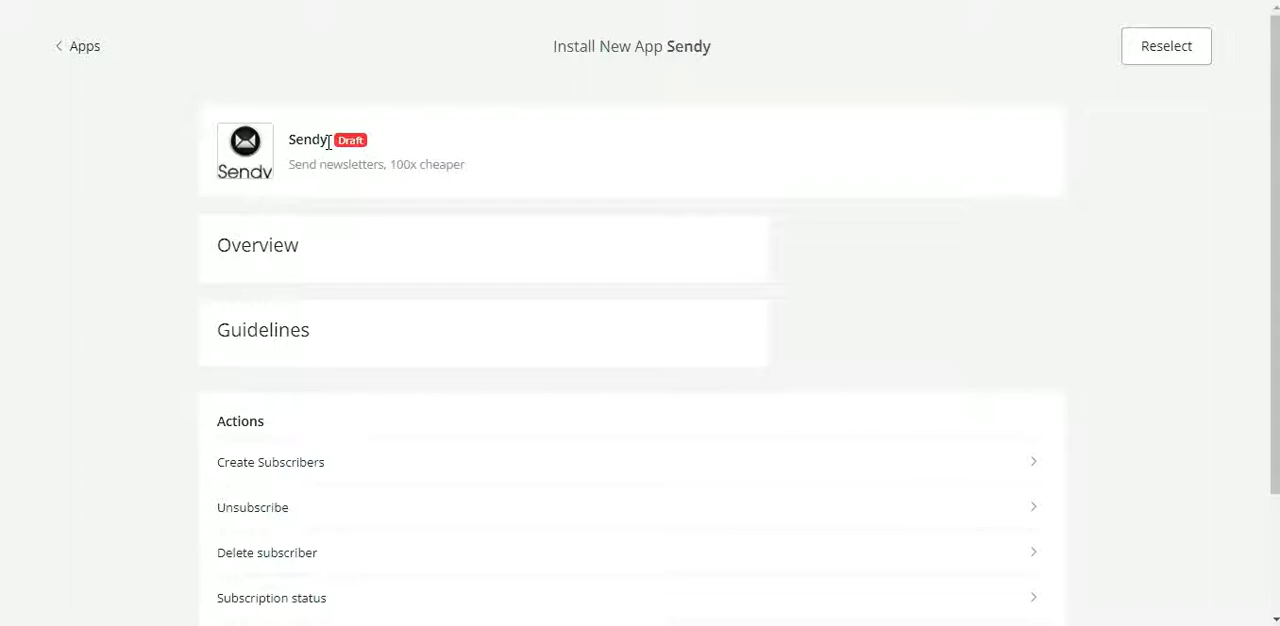 Apps
Install New App Sendy
Reselect
Sendy
Sendy Draft
Send newsletters, 100x cheaper
Overview
Guidelines
Actions
Create Subscribers
Unsubscribe
Delete subscriber
Subscription status